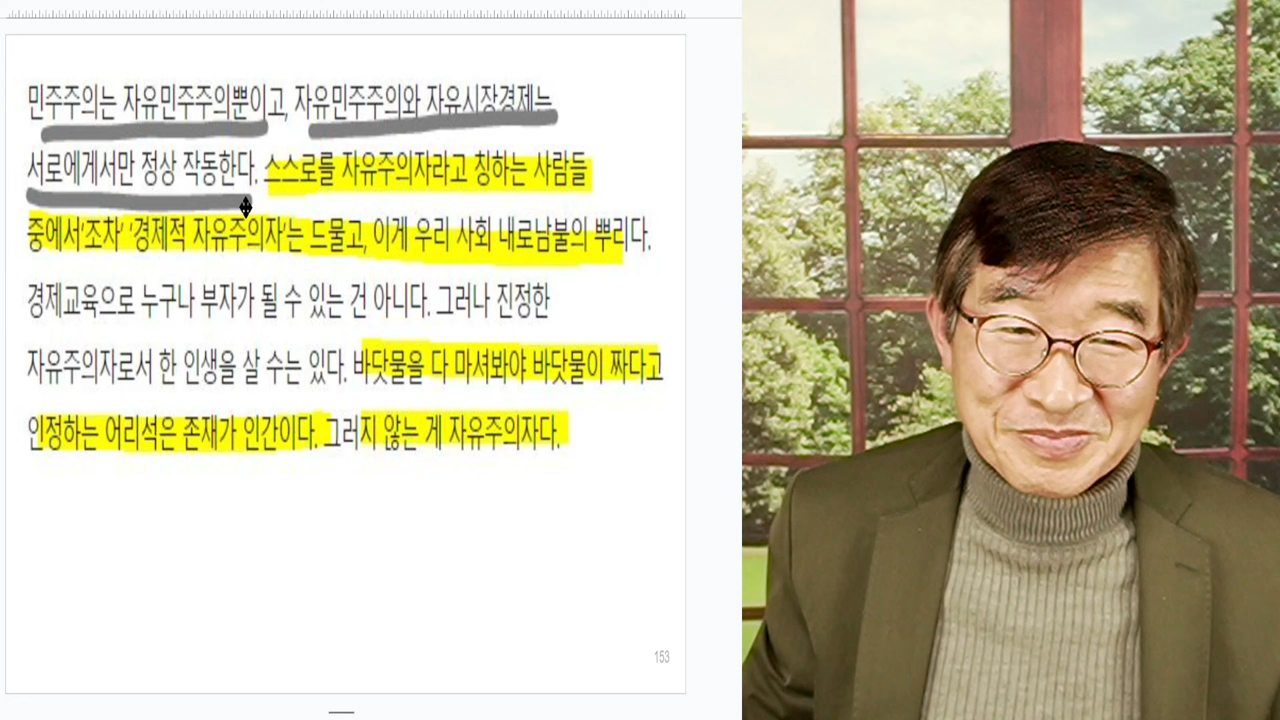 민주주의는 자유민주주의뿐이고, 자유민주주의와 자유시장경제는
서로에게서만 정상 작동한다. 스스로를 자유주의자라고 칭하는 사람들
중에서'조차' '경제적 자유주의자'는 드물고, 이게 우리 사회 내로남불의 뿌리다.
경제교육으로 누구나 부자가 될 수 있는 건 아니다. 그러나 진정한
자유주의자로서 한 인생을 살 수는 있다. 바닷물을 다 마셔봐야 바닷물이 짜다고
인정하는 어리석은 존재가 인간이다. 그러지 않는 게 자유주의자다.
153